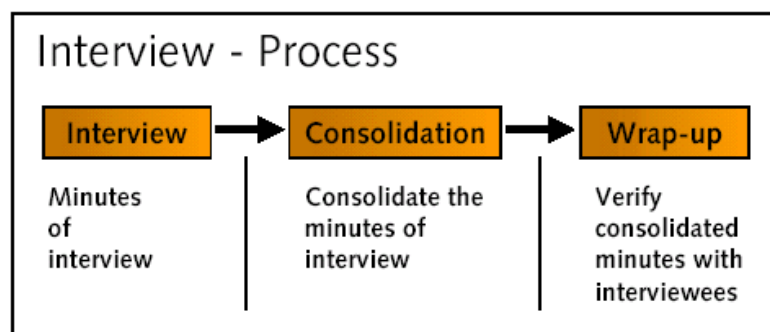 Interview - Process
Interview
Consolidation
Wrap-up
Minutes
of
interview
Consolidate the
minutes of
interview
Verify
consolidated
minutes with
interviewees